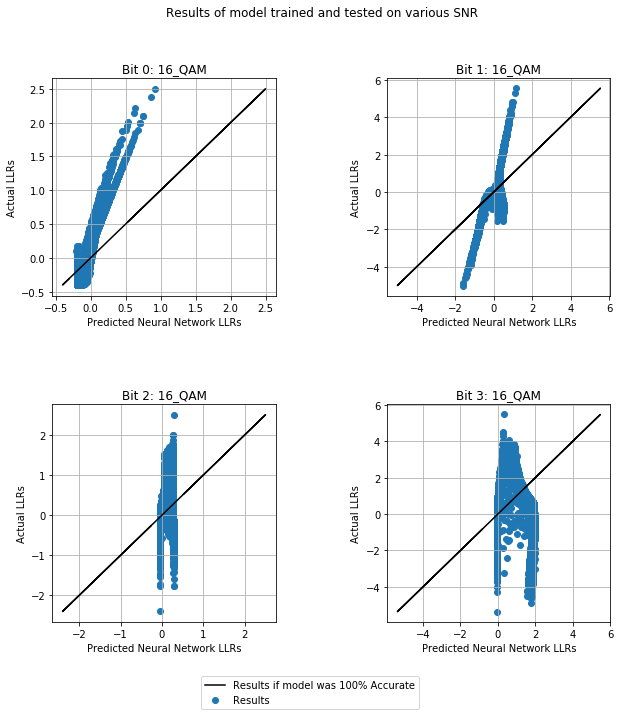 Results of model trained and tested on various SNR
Bit 0: 16_QAM
2.5
2.0
1.5
1.0
0.5
0.0
−0.5
Actual LLRs
−0.5 0.0 0.5 1.0 1.5 2.0 2.5
Predicted Neural Network LLRs
Bit 1: 16_QAM
6
4
2
0
−2
−4
Actual LLRs
−4 −2 0 2 4 6
Predicted Neural Network LLRs
Bit 2: 16_QAM
2
1
0
−1
−2
Actual LLRs
−2 −1 0 1 2
Predicted Neural Network LLRs
Bit 3: 16_QAM
6
4
2
0
−2
−4
Actual LLRs
−4 −2 0 2 4 6
Predicted Neural Network LLRs
Results if model was 100% Accurate
Results